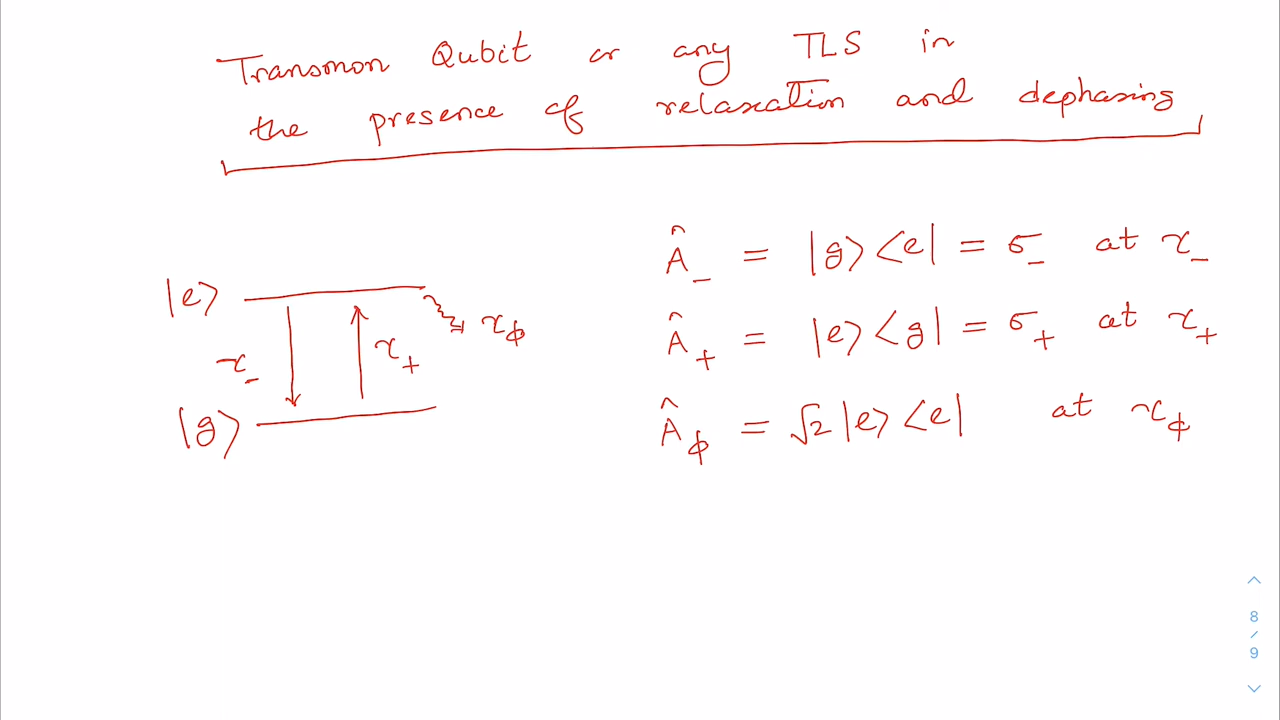 Transmon Qubit or any TLS in
the presence of relaxation and dephasing
Â_- = |g><e| = σ_- at γ_-
|e>
γ_ϕ
Â_+ = |e><g| = σ_+ at γ_+
γ_-
γ_+
|g>
Â_ϕ = √2 |e><e| at γ_ϕ
8
/
9